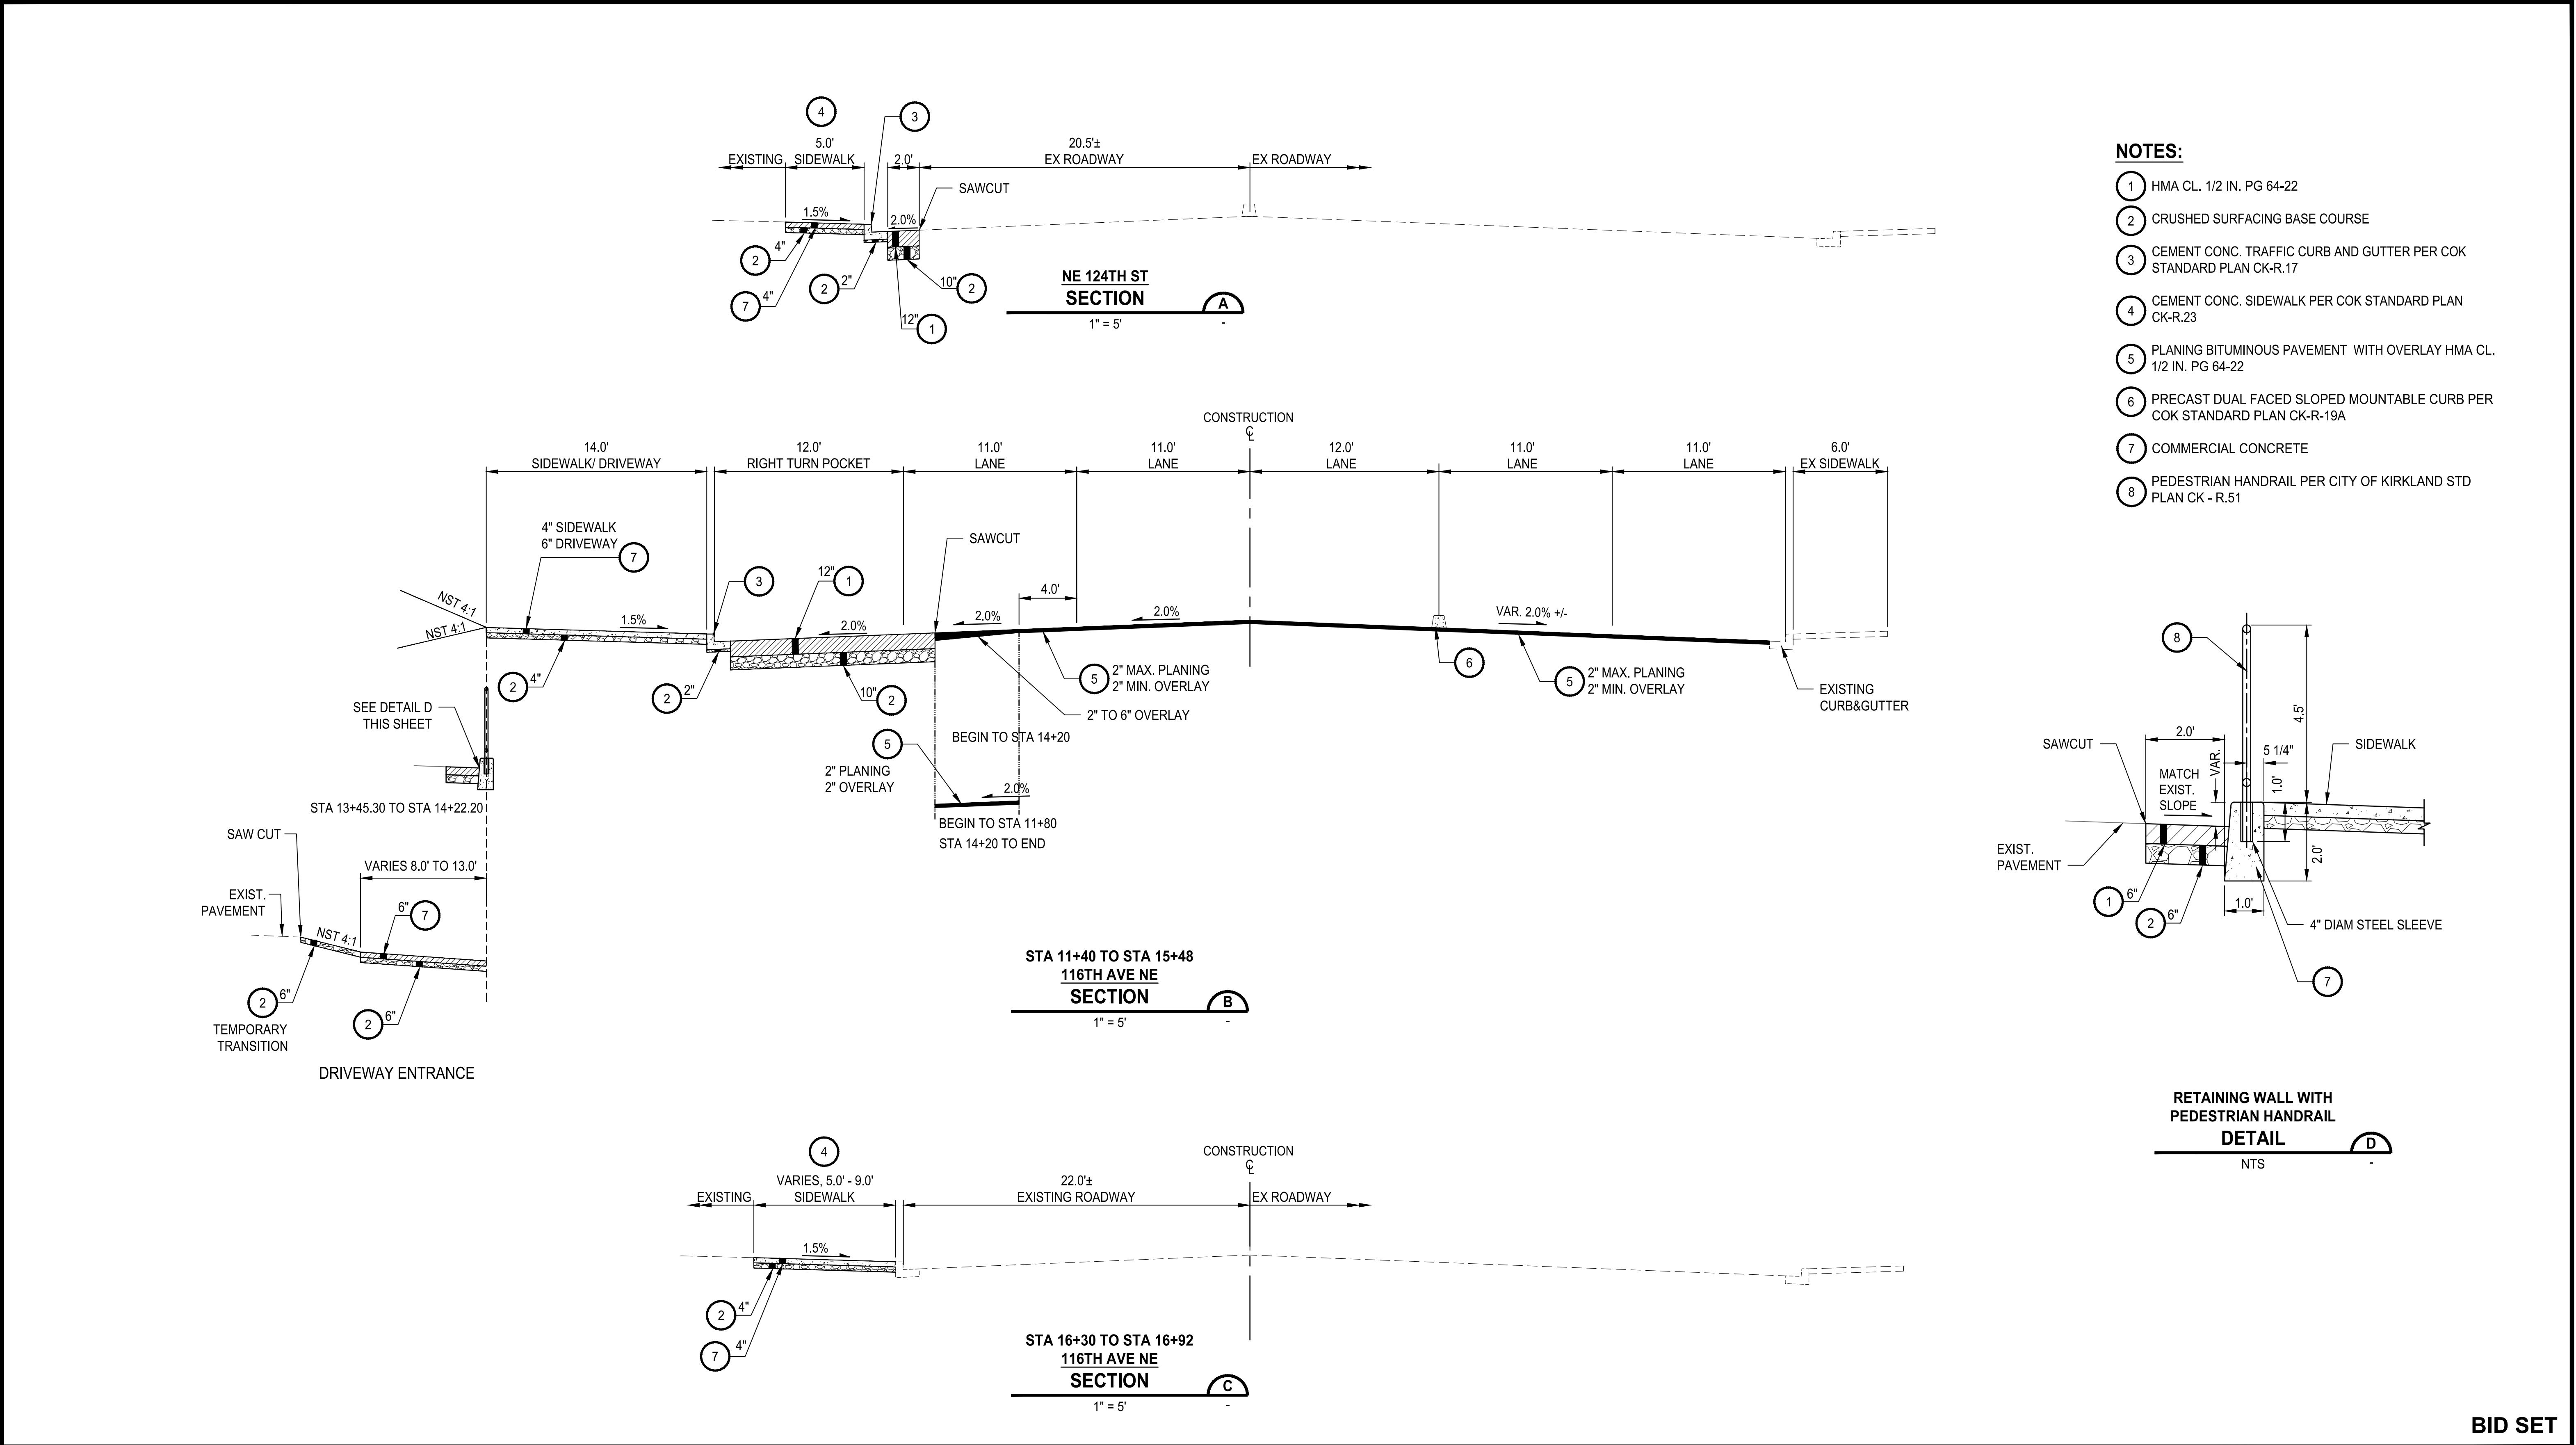 4
3
5.0'
20.5'±
EXISTING SIDEWALK 2.0' EX ROADWAY EX ROADWAY
SAWCUT
1.5%
2.0%
2 4"
7 4"
2 2"
10" 2
12" 1
NE 124TH ST
SECTION A
1" = 5' -
NOTES:
1 HMA CL. 1/2 IN. PG 64-22
2 CRUSHED SURFACING BASE COURSE
3 CEMENT CONC. TRAFFIC CURB AND GUTTER PER COK
STANDARD PLAN CK-R.17
4 CEMENT CONC. SIDEWALK PER COK STANDARD PLAN
CK-R.23
5 PLANING BITUMINOUS PAVEMENT WITH OVERLAY HMA CL.
1/2 IN. PG 64-22
6 PRECAST DUAL FACED SLOPED MOUNTABLE CURB PER
COK STANDARD PLAN CK-R-19A
7 COMMERCIAL CONCRETE
8 PEDESTRIAN HANDRAIL PER CITY OF KIRKLAND STD
PLAN CK - R.51
CONSTRUCTION
℄
14.0' 12.0' 11.0' 11.0' 12.0' 11.0' 11.0' 6.0'
SIDEWALK/ DRIVEWAY RIGHT TURN POCKET LANE LANE LANE LANE LANE EX SIDEWALK
4" SIDEWALK
6" DRIVEWAY 7
3
12" 1
SAWCUT
4.0'
NST 4:1
NST 4:1
1.5%
2.0%
2.0%
2.0%
VAR. 2.0% +/-
2 4"
2 2"
10" 2
5 2" MAX. PLANING
2" MIN. OVERLAY
2" TO 6" OVERLAY
6
5 2" MAX. PLANING
2" MIN. OVERLAY
EXISTING
CURB&GUTTER
SEE DETAIL D
THIS SHEET
BEGIN TO STA 14+20
5
2" PLANING
2" OVERLAY
2.0%
BEGIN TO STA 11+80
STA 14+20 TO END
STA 13+45.30 TO STA 14+22.20
SAW CUT
VARIES 8.0' TO 13.0'
EXIST.
PAVEMENT
NST 4:1
6" 7
2 6"
TEMPORARY
TRANSITION
2 6"
DRIVEWAY ENTRANCE
STA 11+40 TO STA 15+48
116TH AVE NE
SECTION B
1" = 5' -
8
4.5'
2.0'
SAWCUT
VAR.
5 1/4"
SIDEWALK
MATCH
EXIST.
SLOPE
1.0'
2.0'
EXIST.
PAVEMENT
1 6"
2 6"
1.0'
4" DIAM STEEL SLEEVE
7
RETAINING WALL WITH
PEDESTRIAN HANDRAIL
DETAIL D
NTS -
4
CONSTRUCTION
℄
VARIES, 5.0' - 9.0' 22.0'±
EXISTING SIDEWALK EXISTING ROADWAY EX ROADWAY
1.5%
2 4"
7 4"
STA 16+30 TO STA 16+92
116TH AVE NE
SECTION C
1" = 5' -
BID SET